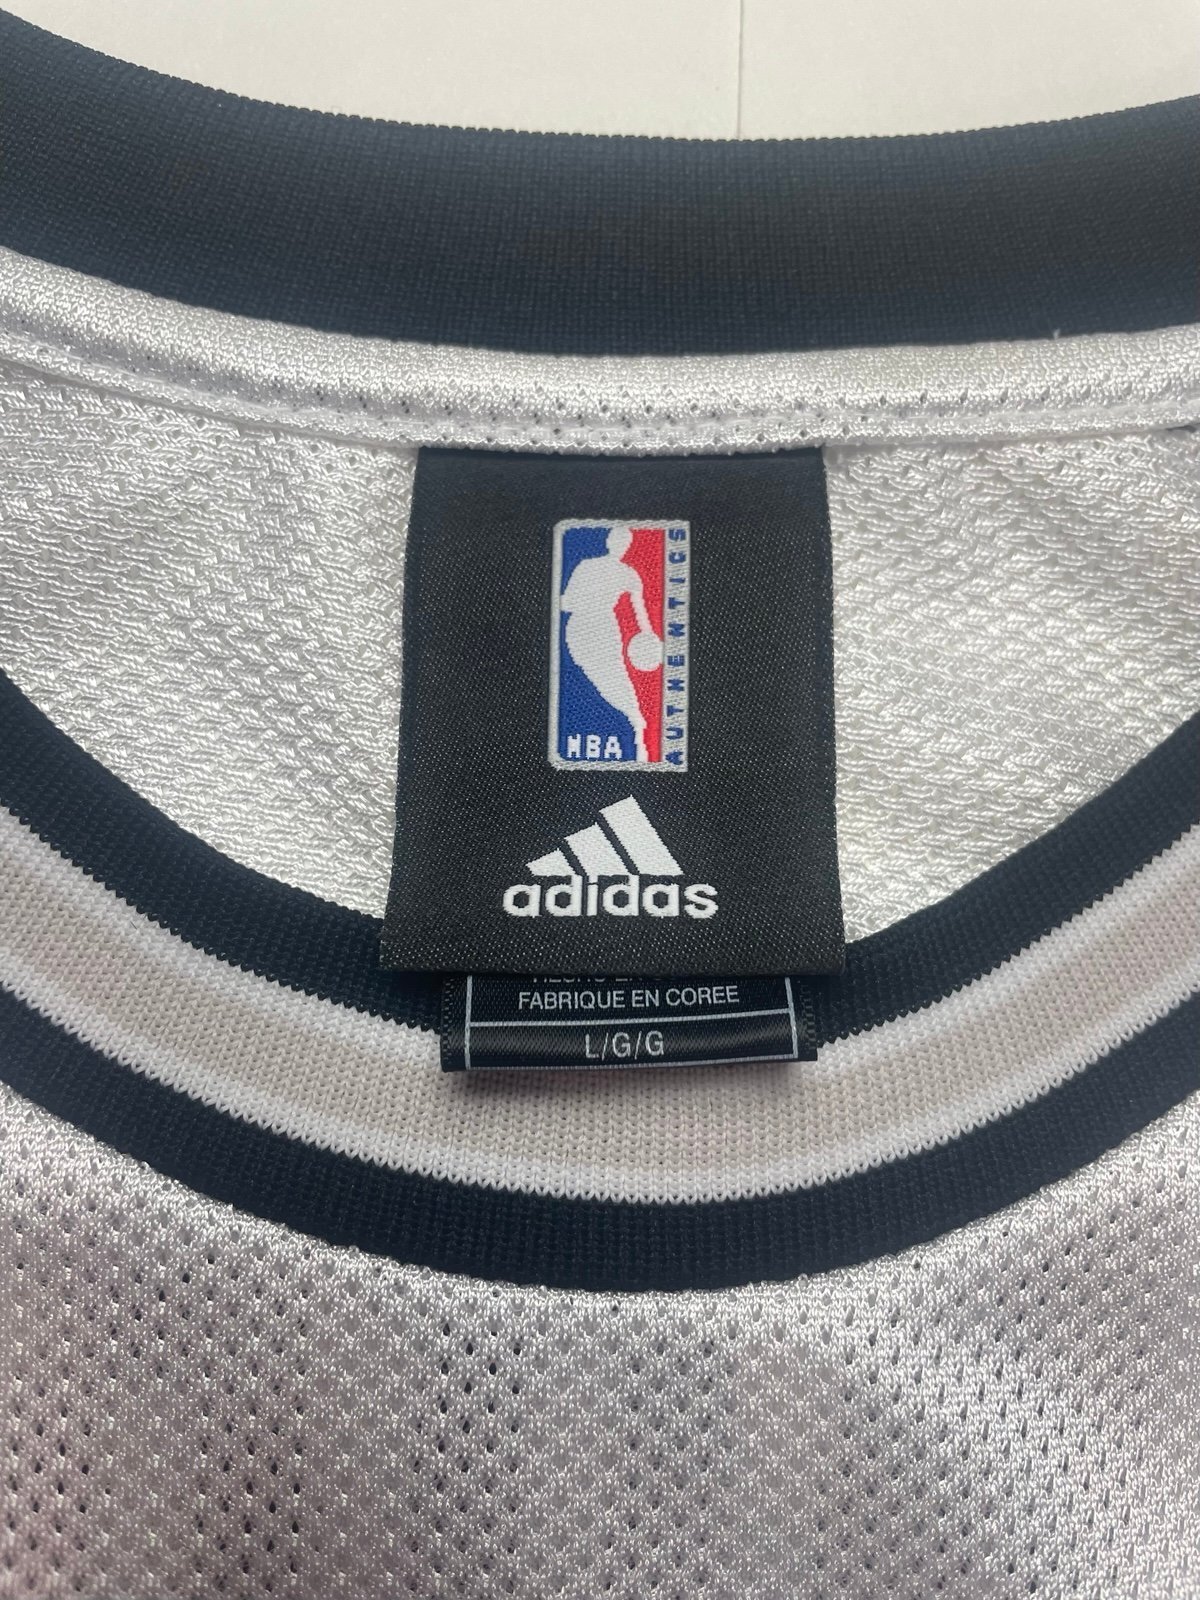 NBA
AUTHENTICS
adidas
FABRIQUE EN COREE
L/G/G